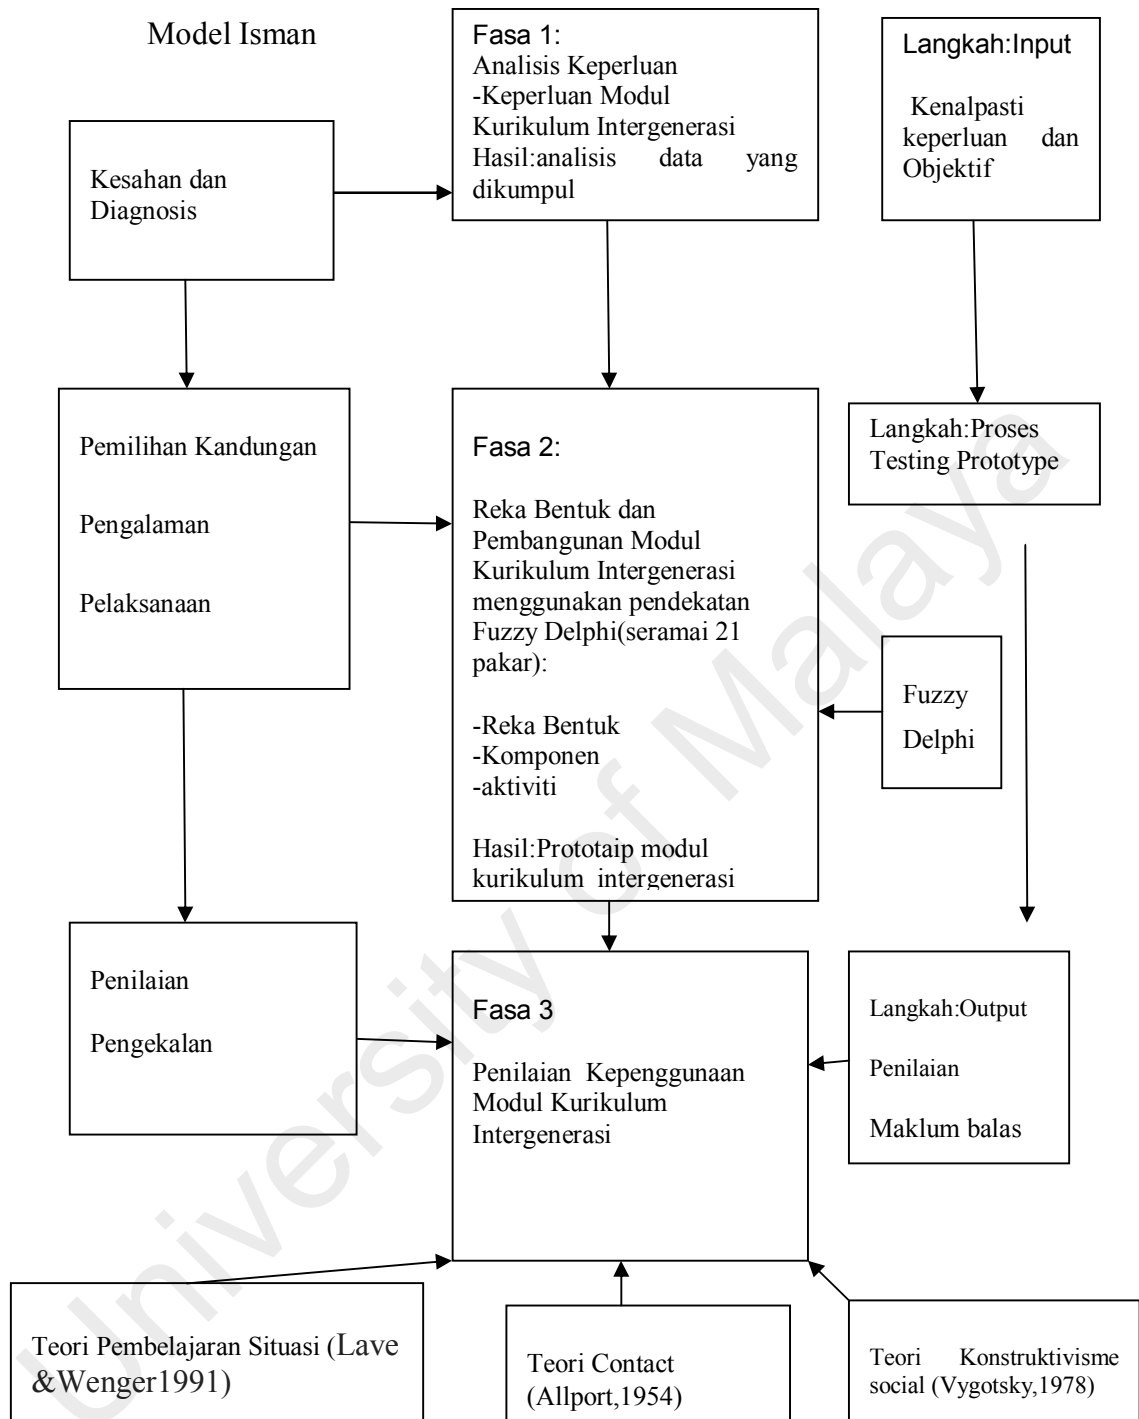 Model Isman
Fasa 1:
Analisis Keperluan
-Keperluan Modul
Kurikulum Intergenerasi
Hasil:analisis data yang
dikumpul
Langkah:Input
Kenalpasti
keperluan dan
Objektif
Kesahan dan
Diagnosis
Pemilihan Kandungan
Pengalaman
Pelaksanaan
Fasa 2:
Reka Bentuk dan
Pembangunan Modul
Kurikulum Intergenerasi
menggunakan pendekatan
Fuzzy Delphi(seramai 21
pakar):
-Reka Bentuk
-Komponen
-aktiviti
Hasil:Prototaip modul
kurikulum intergenerasi
Langkah:Proses
Testing Prototype
Fuzzy
Delphi
Penilaian
Pengekalan
Fasa 3
Penilaian Kepenggunaan
Modul Kurikulum
Intergenerasi
Langkah:Output
Penilaian
Maklum balas
Teori Pembelajaran Situasi (Lave
&Wenger1991)
Teori Contact
(Allport,1954)
Teori Konstruktivisme
social (Vygotsky,1978)
University of Malaya